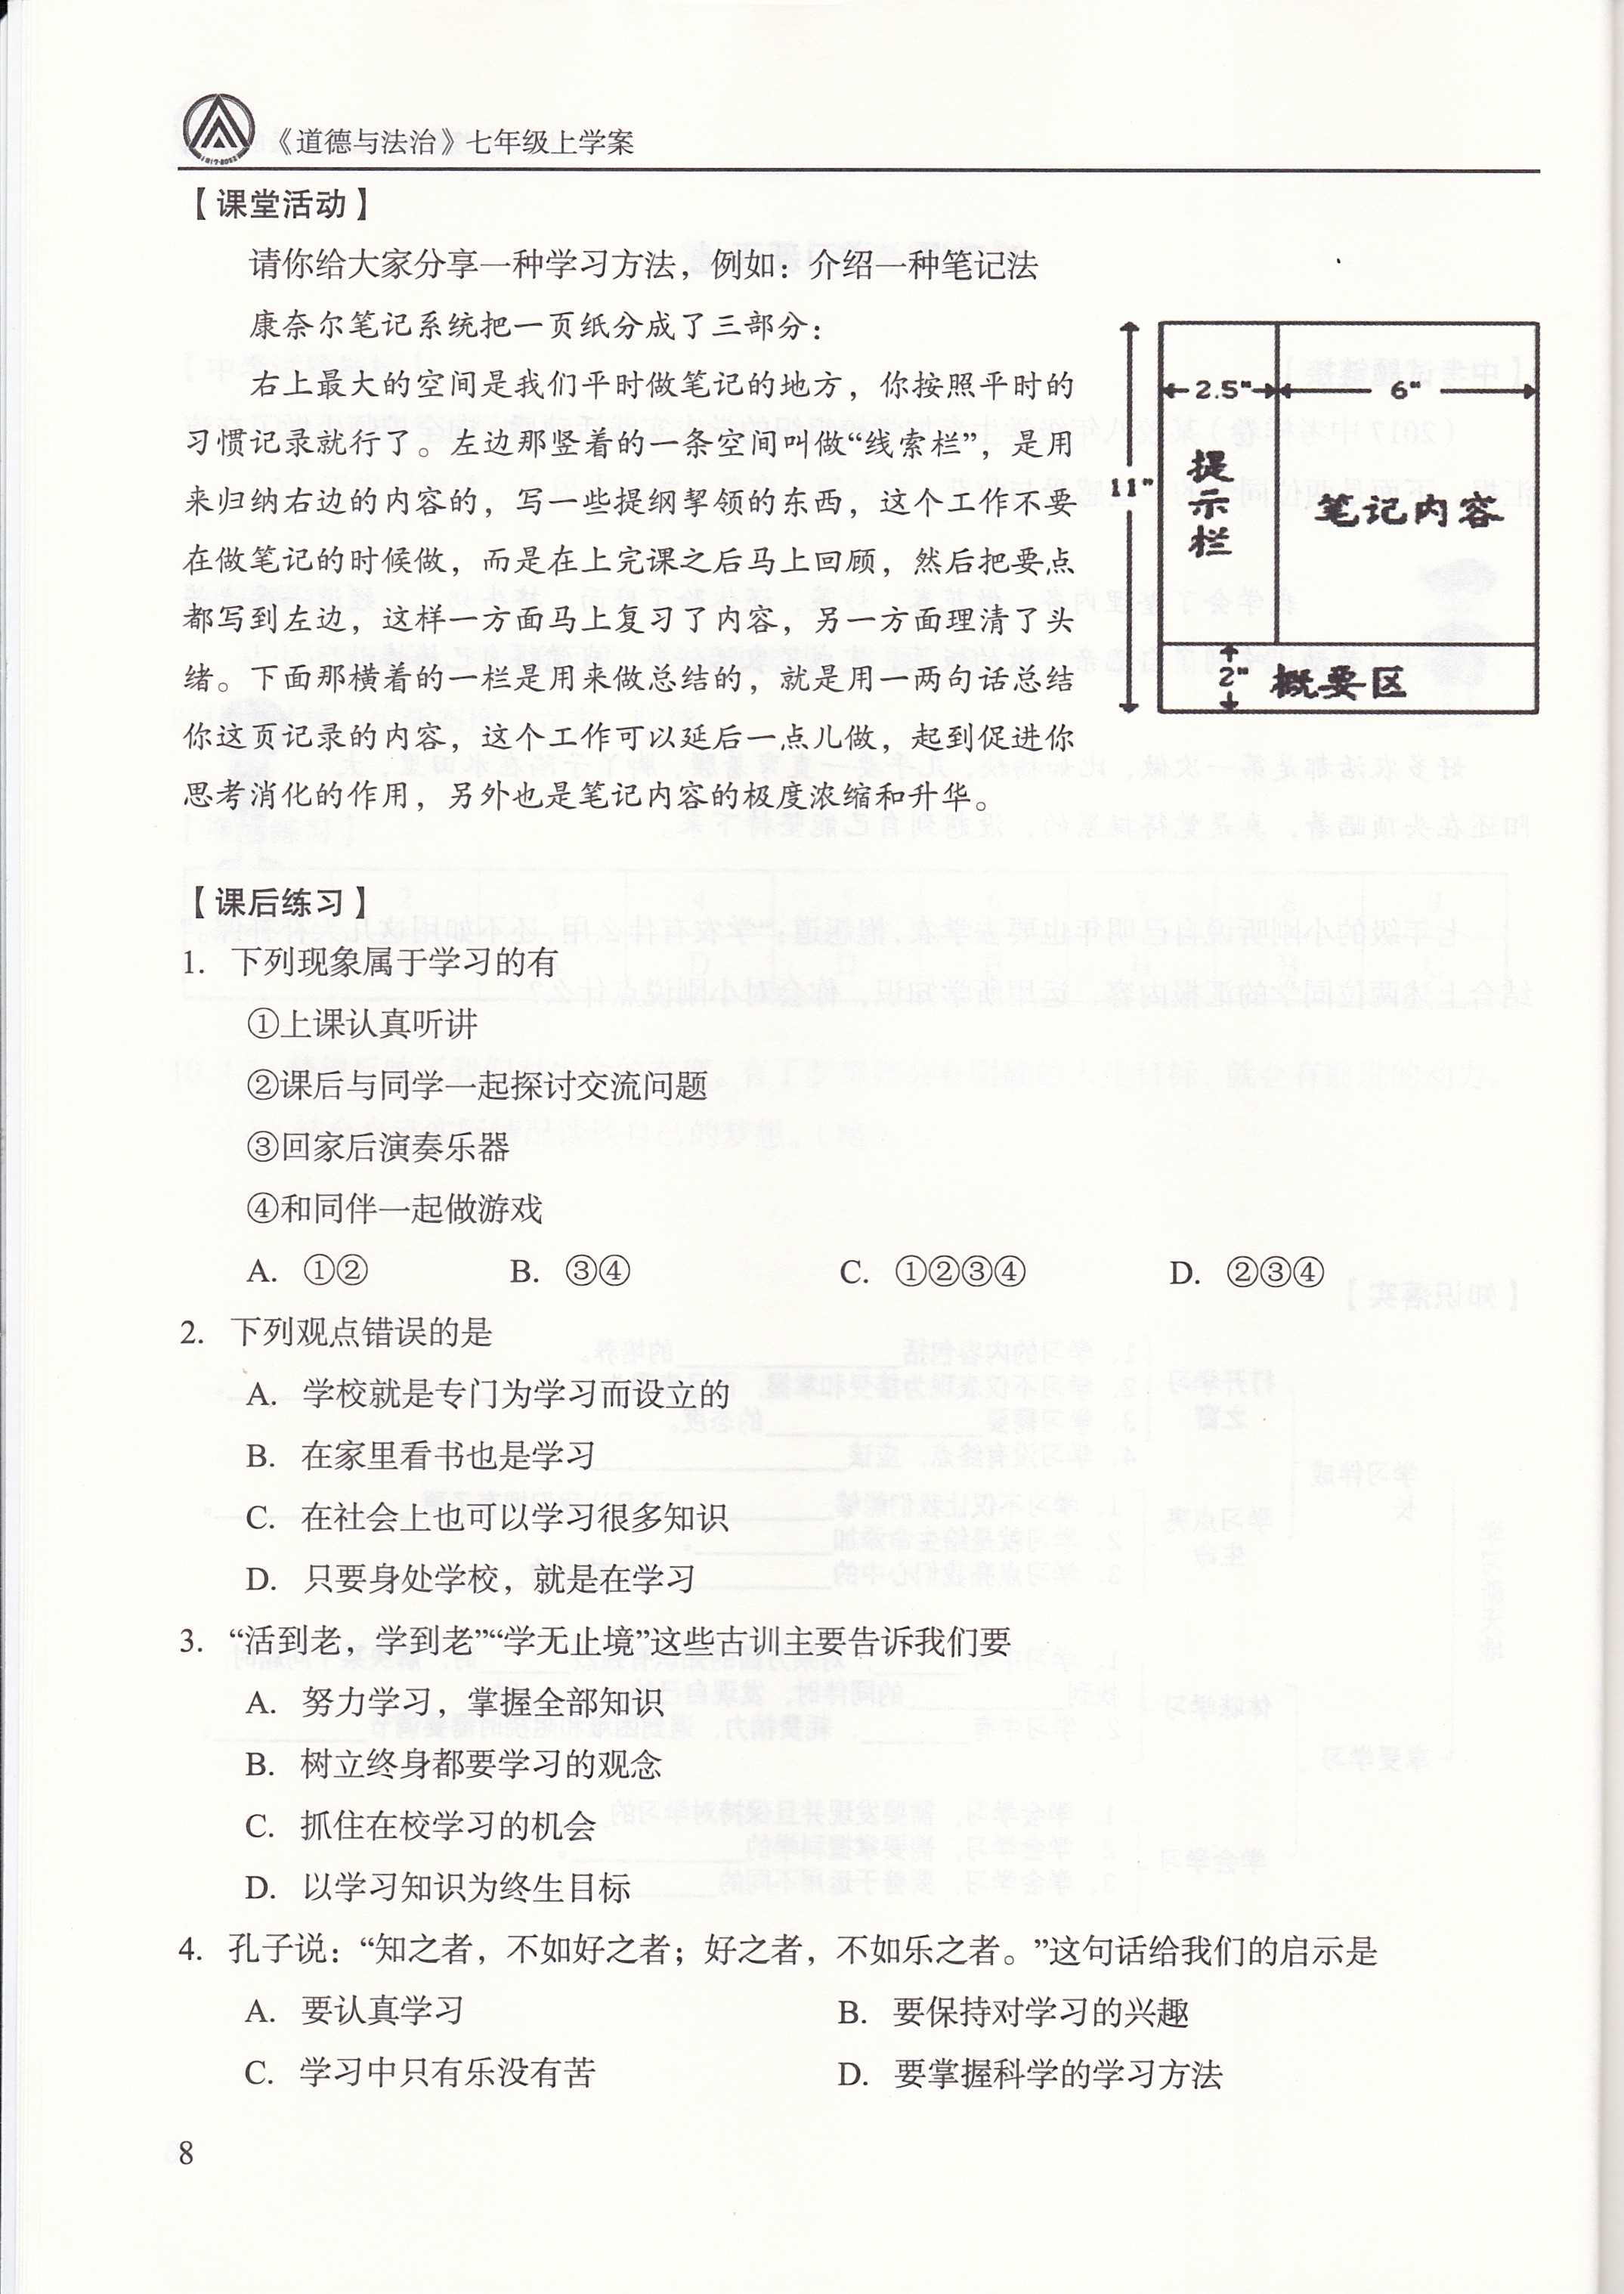 《道德与法治》七年级上学案
【课堂活动】
请你给大家分享一种学习方法，例如：介绍一种笔记法
康奈尔笔记系统把一页纸分成了三部分：
右上最大的空间是我们平时做笔记的地方，你按照平时的
习惯记录就行了。左边那竖着的一条空间叫做“线索栏”，是用
来归纳右边的内容的，写一些提纲挈领的东西，这个工作不要
在做笔记的时候做，而是在上完课之后马上回顾，然后把要点
都写到左边，这样一方面马上复习了内容，另一方面理清了头
绪。下面那横着的一栏是用来做总结的，就是用一两句话总结
你这页记录的内容，这个工作可以延后一点儿做，起到促进你
思考消化的作用，另外也是笔记内容的极度浓缩和升华。
2.5"
6"
11"
提示栏
笔记内容
2"
概要区
【课后练习】
1. 下列现象属于学习的有
①上课认真听讲
②课后与同学一起探讨交流问题
③回家后演奏乐器
④和同伴一起做游戏
A. ①② B. ③④ C. ①②③④ D. ②③④
2. 下列观点错误的是
A. 学校就是专门为学习而设立的
B. 在家里看书也是学习
C. 在社会上也可以学习很多知识
D. 只要身处学校，就是在学习
3. “活到老，学到老”“学无止境”这些古训主要告诉我们要
A. 努力学习，掌握全部知识
B. 树立终身都要学习的观念
C. 抓住在校学习的机会
D. 以学习知识为终生目标
4. 孔子说：“知之者，不如好之者；好之者，不如乐之者。”这句话给我们的启示是
A. 要认真学习 B. 要保持对学习的兴趣
C. 学习中只有乐没有苦 D. 要掌握科学的学习方法
8